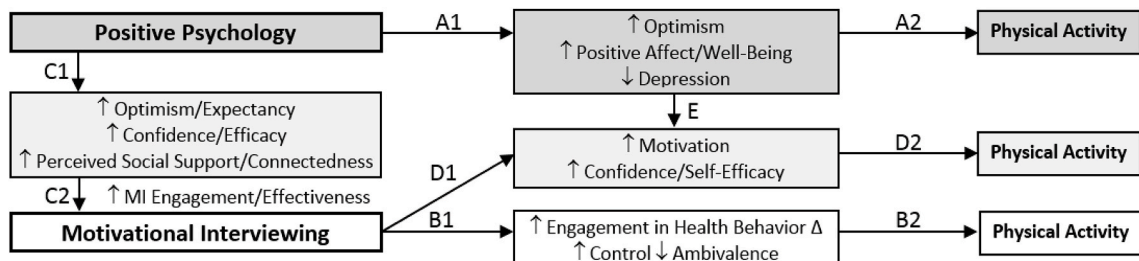 Positive Psychology
A1
↑ Optimism
↑ Positive Affect/Well-Being
↓ Depression
A2
Physical Activity
C1
↑ Optimism/Expectancy
↑ Confidence/Efficacy
↑ Perceived Social Support/Connectedness
E
↑ Motivation
↑ Confidence/Self-Efficacy
D1
D2
Physical Activity
C2
↑ MI Engagement/Effectiveness
Motivational Interviewing
B1
↑ Engagement in Health Behavior Δ
↑ Control ↓ Ambivalence
B2
Physical Activity